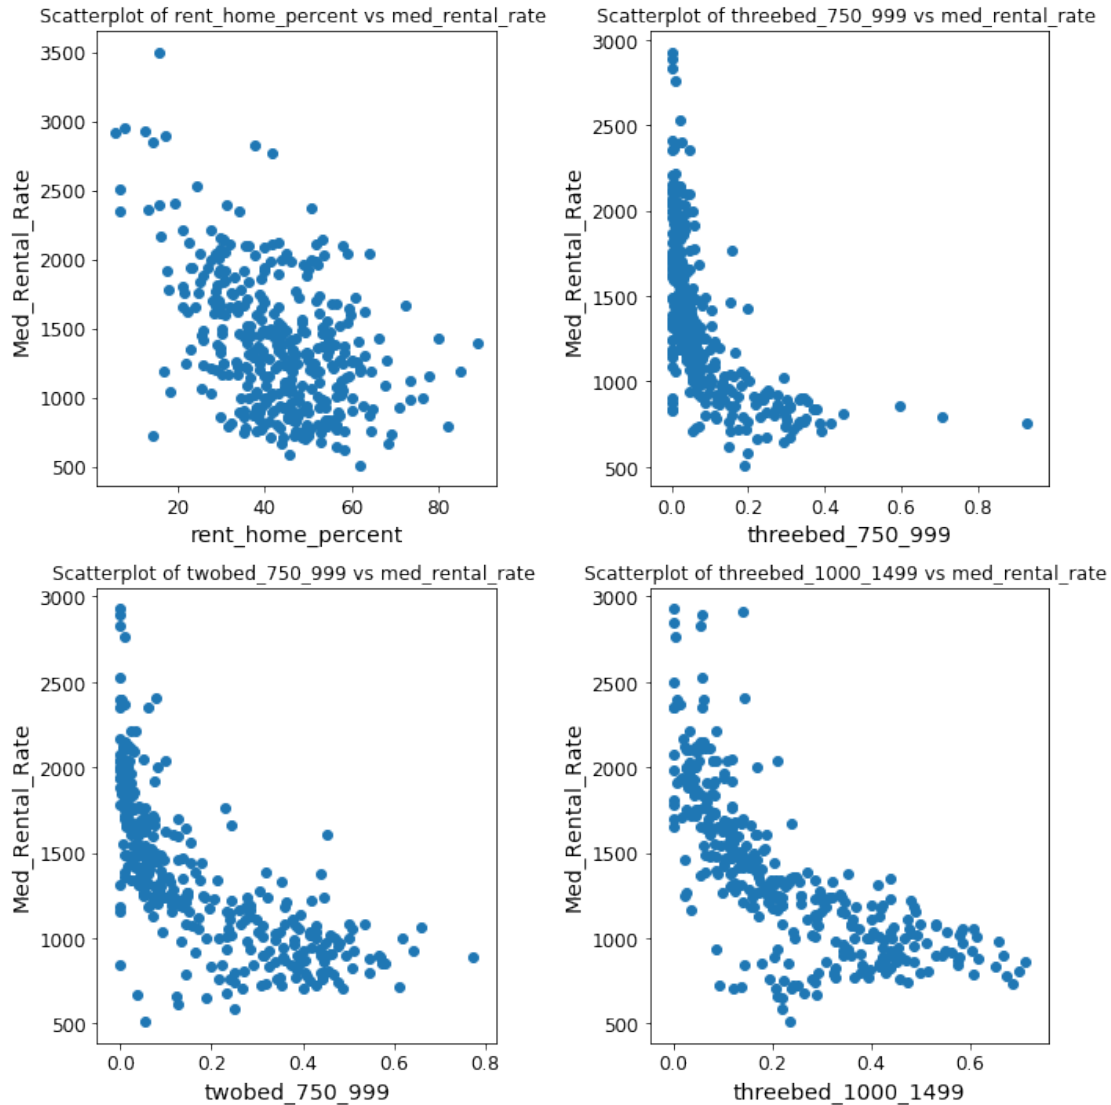 Scatterplot of rent_home_percent vs med_rental_rate
3500
3000
2500
2000
1500
1000
500
Med_Rental_Rate
20 40 60 80
rent_home_percent
Scatterplot of threebed_750_999 vs med_rental_rate
3000
2500
2000
1500
1000
500
Med_Rental_Rate
0.0 0.2 0.4 0.6 0.8
threebed_750_999
Scatterplot of twobed_750_999 vs med_rental_rate
3000
2500
2000
1500
1000
500
Med_Rental_Rate
0.0 0.2 0.4 0.6 0.8
twobed_750_999
Scatterplot of threebed_1000_1499 vs med_rental_rate
3000
2500
2000
1500
1000
500
Med_Rental_Rate
0.0 0.2 0.4 0.6
threebed_1000_1499